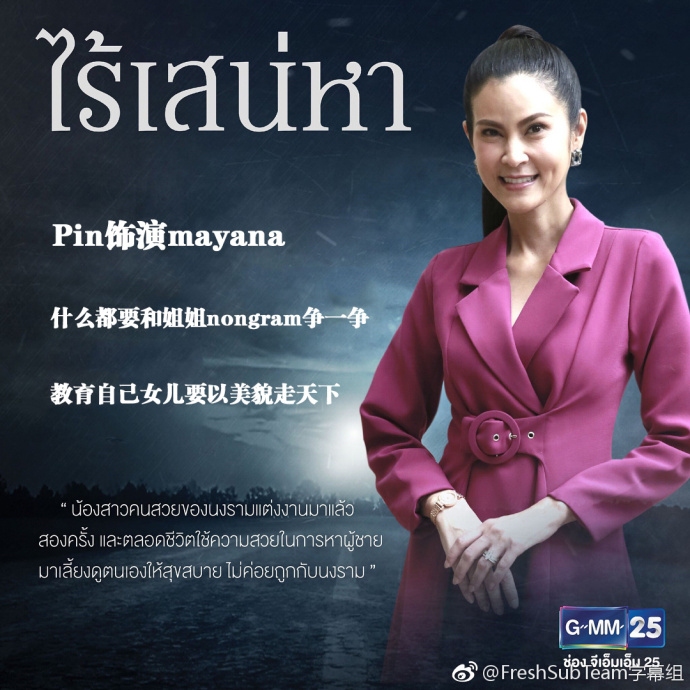 ไร้เสน่หา
Pin饰演mayana
什么都要和姐姐nongram争一争
教育自己女儿要以美貌走天下
“ น้องสาวคนสวยของนงรามแต่งงานมาแล้ว
สองครั้ง และตลอดชีวิตใช้ความสวยในการหาผู้ชาย
มาเลี้ยงดูตนเองให้สุขสบาย ไม่ค่อยถูกกับนงราม ”
G-MM 25
ช่อง จีเอ็มเอ็ม 25
@FreshSubTeam字幕组